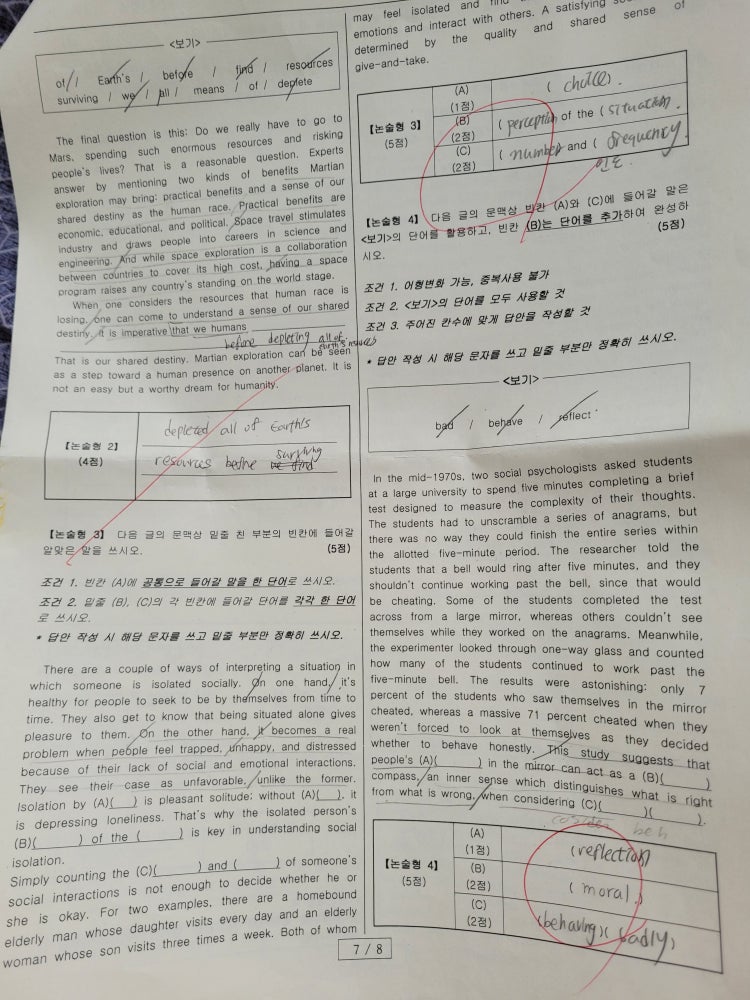 <보기>
of / Earth's / before / find / resources
surviving / we / all / means / of / deplete
The final question is this: Do we really have to go to
Mars, spending such enormous resources and risking
people's lives? That is a reasonable question. Experts
answer by mentioning two kinds of benefits Martian
exploration may bring: practical benefits and a sense of our
shared destiny as the human race. Practical benefits are
economic, educational, and political. Space travel stimulates
industry and draws people into careers in science and
engineering. And while space exploration is a collaboration
between countries to cover its high cost, having a space
program raises any country's standing on the world stage.
When one considers the resources that human race is
losing, one can come to understand a sense of our shared
destiny. It is imperative that we humans
before depleting all of
earth's
That is our shared destiny. Martian exploration can be seen
as a step toward a human presence on another planet. It is
not an easy but a worthy dream for humanity.
【논술형 2】
(4점)
depleted all of Earth's
surviving
resources before we find
【논술형 3】 다음 글의 문맥상 밑줄 친 부분의 빈칸에 들어갈
알맞은 말을 쓰시오. (5점)
조건 1. 빈칸 (A)에 공통으로 들어갈 말을 한 단어로 쓰시오.
조건 2. 밑줄 (B), (C)의 각 빈칸에 들어갈 단어를 각각 한 단어
로 쓰시오.
* 답안 작성 시 해당 문자를 쓰고 밑줄 부분만 정확히 쓰시오.
There are a couple of ways of interpreting a situation in
which someone is isolated socially. On one hand, it's
healthy for people to seek to be by themselves from time to
time. They also get to know that being situated alone gives
pleasure to them. On the other hand, it becomes a real
problem when people feel trapped, unhappy, and distressed
because of their lack of social and emotional interactions.
They see their case as unfavorable, unlike the former.
Isolation by (A)( ) is pleasant solitude; without (A)( ), it
is depressing loneliness. That's why the isolated person's
(B)( ) of the ( ) is key in understanding social
isolation.
Simply counting the (C)( ) and ( ) of someone's
social interactions is not enough to decide whether he or
she is okay. For two examples, there are a homebound
elderly man whose daughter visits every day and an elderly
woman whose son visits three times a week. Both of whom
may feel isolated and find
emotions and interact with others. A satisfying
determined by the quality and shared sense of
give-and-take.
【논술형 3】
(5점)
(A)
(1점)
( choice).
(B)
(2점)
( perception of the ( situation).
(C)
(2점)
( number and ( frequency.
빈도
【논술형 4】 다음 글의 문맥상 빈칸 (A)와 (C)에 들어갈 말은
<보기>의 단어를 활용하고, 빈칸 (B)는 단어를 추가하여 완성하
시오. (5점)
조건 1. 어형변화 가능, 중복사용 불가
조건 2. <보기>의 단어를 모두 사용할 것
조건 3. 주어진 칸수에 맞게 답안을 작성할 것
* 답안 작성 시 해당 문자를 쓰고 밑줄 부분만 정확히 쓰시오.
<보기>
bad / behave / reflect
In the mid-1970s, two social psychologists asked students
at a large university to spend five minutes completing a brief
test designed to measure the complexity of their thoughts.
The students had to unscramble a series of anagrams, but
there was no way they could finish the entire series within
the allotted five-minute period. The researcher told the
students that a bell would ring after five minutes, and they
shouldn't continue working past the bell, since that would
be cheating. Some of the students completed the test
across from a large mirror, whereas others couldn't see
themselves while they worked on the anagrams. Meanwhile,
the experimenter looked through one-way glass and counted
how many of the students continued to work past the
five-minute bell. The results were astonishing: only 7
percent of the students who saw themselves in the mirror
cheated, whereas a massive 71 percent cheated when they
weren't forced to look at themselves as they decided
whether to behave honestly. This study suggests that
people's (A)( ) in the mirror can act as a (B)( )
compass, an inner sense which distinguishes what is right
from what is wrong, when considering (C)( )( ).
beh
【논술형 4】
(5점)
(A)
(1점)
(reflection)
(B)
(2점)
( moral )
(C)
(2점)
(behaving)( badly)
7 / 8